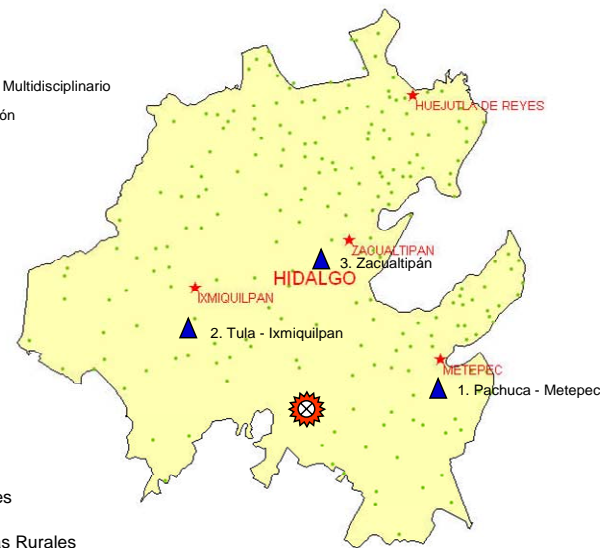 Multidisciplinario
ón
HUEJUTLA DE REYES
ZACUALTIPAN
3. Zacualtipán
HIDALGO
IXMIQUILPAN
2. Tula - Ixmiquilpan
METEPEC
1. Pachuca - Metepec
es
as Rurales